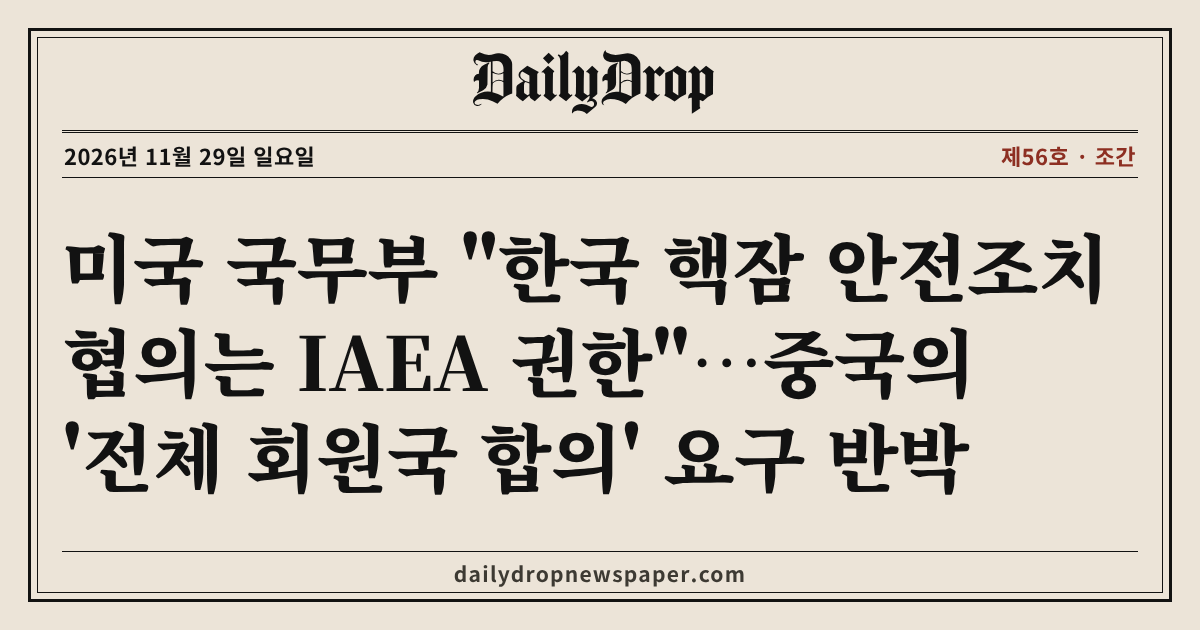 DailyDrop
2026년 11월 29일 일요일
제56호 · 조간
미국 국무부 "한국 핵잠 안전조치
협의는 IAEA 권한"…중국의
'전체 회원국 합의' 요구 반박
dailydropnewspaper.com